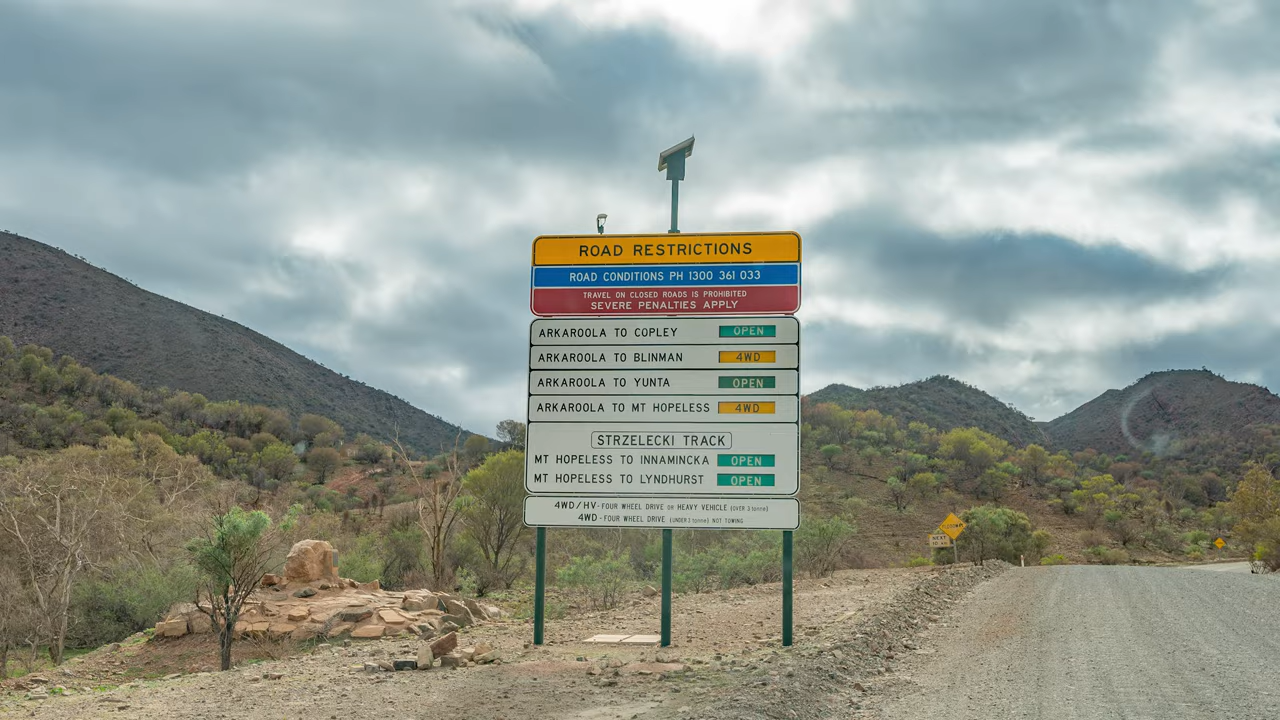 ROAD RESTRICTIONS
ROAD CONDITIONS PH 1300 361 033
TRAVEL ON CLOSED ROADS IS PROHIBITED
SEVERE PENALTIES APPLY
ARKAROOLA TO COPLEY OPEN
ARKAROOLA TO BLINMAN 4WD
ARKAROOLA TO YUNTA OPEN
ARKAROOLA TO MT HOPELESS 4WD
STRZELECKI TRACK
MT HOPELESS TO INNAMINCKA OPEN
MT HOPELESS TO LYNDHURST OPEN
4WD/HV - FOUR WHEEL DRIVE OR HEAVY VEHICLE (OVER 3 tonne)
4WD - FOUR WHEEL DRIVE (UNDER 3 tonne) NOT TOWING
NEXT